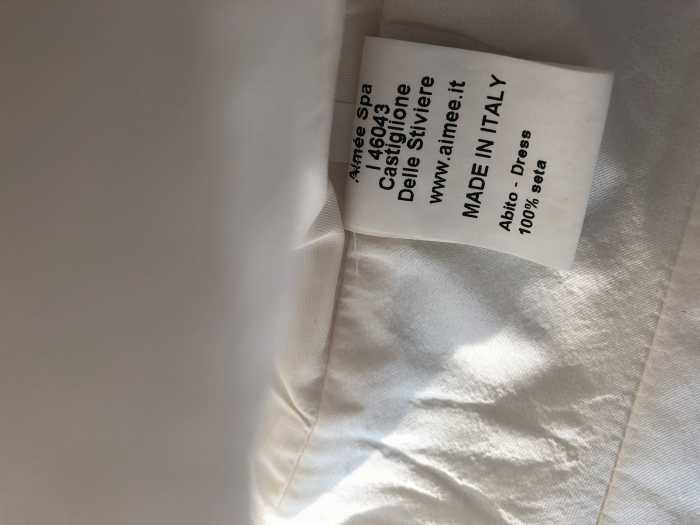 Aimée Spa
I 46043
Castiglione
Delle Stiviere
www.aimee.it
MADE IN ITALY
Abito - Dress
100% seta